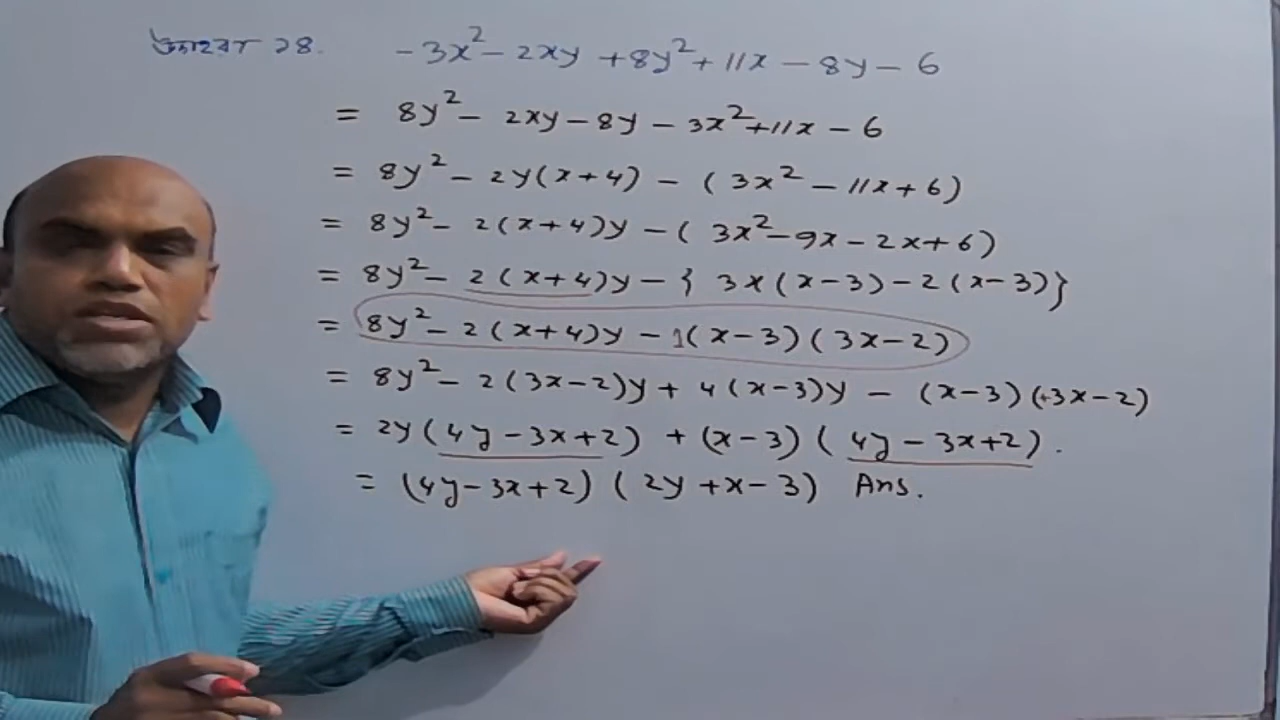 উদাহরণ ২৪. -3x² - 2xy + 8y² + 11x - 8y - 6
= 8y² - 2xy - 8y - 3x² + 11x - 6
= 8y² - 2y(x+4) - (3x² - 11x + 6)
= 8y² - 2(x+4)y - (3x² - 9x - 2x + 6)
= 8y² - 2(x+4)y - {3x(x-3) - 2(x-3)}
= 8y² - 2(x+4)y - 1(x-3)(3x-2)
= 8y² - 2(3x-2)y + 4(x-3)y - (x-3)(+3x-2)
= 2y(4y-3x+2) + (x-3)(4y-3x+2).
= (4y-3x+2)(2y+x-3) Ans.